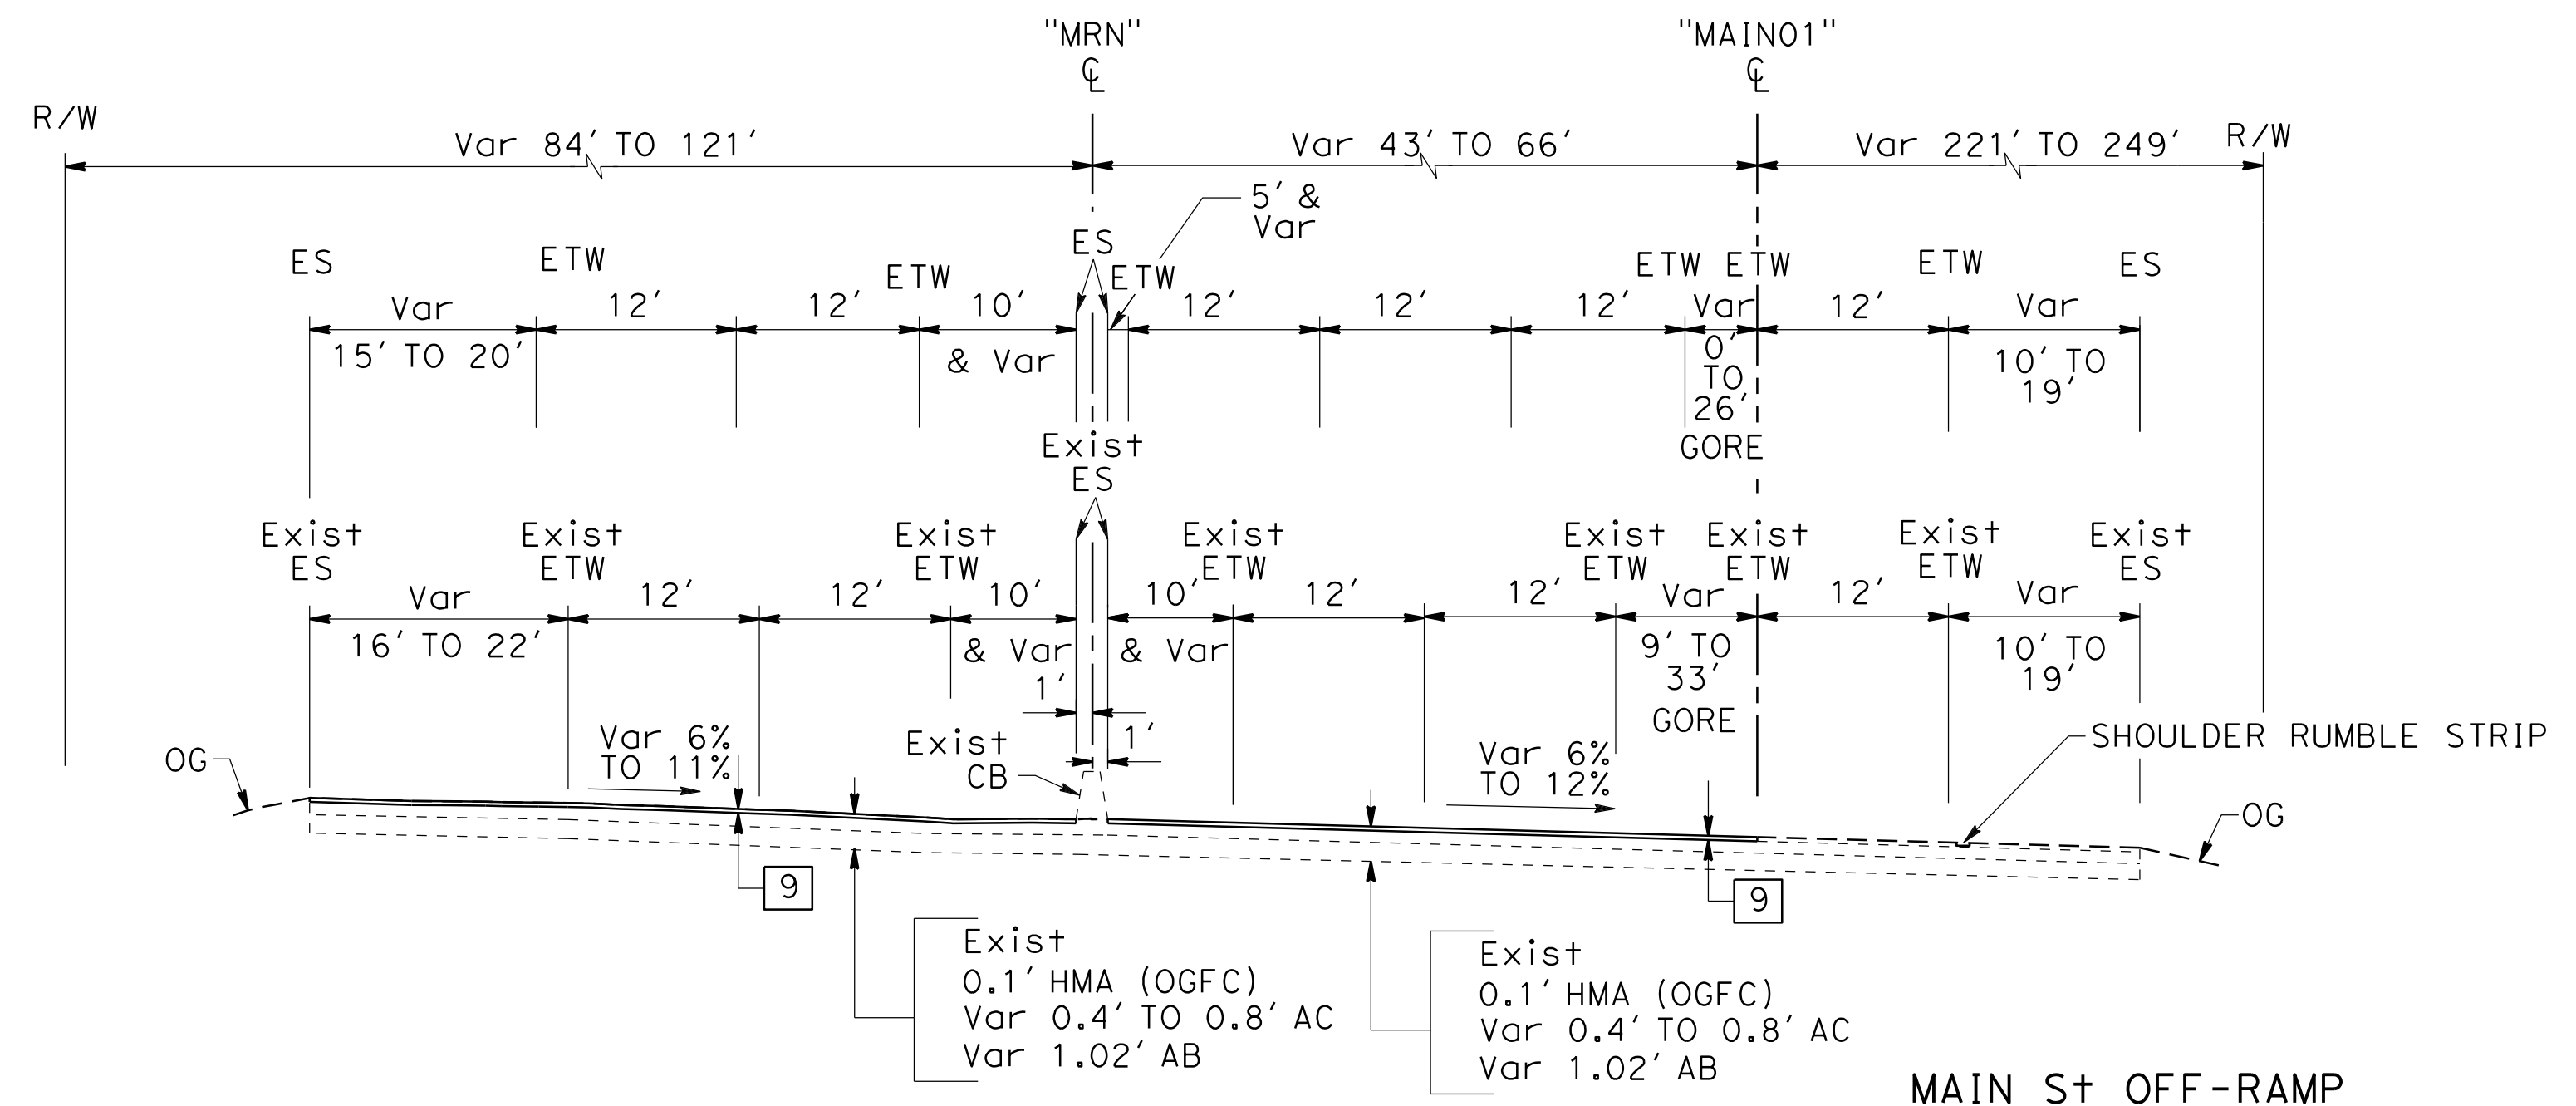 "MRN"
"MAIN01"
℄
℄
R/W
Var 84' TO 121'
Var 43' TO 66'
Var 221' TO 249'
R/W
5' &
Var
ES
ETW
ETW
ES
ETW
ETW
ETW
ETW
ES
Var
12'
12'
10'
12'
12'
12'
Var
12'
Var
15' TO 20'
& Var
0'
TO
26'
10' TO
19'
GORE
Exist
ES
Exist
ES
Exist
ETW
Exist
ETW
Exist
ETW
Exist
ETW
Exist
ETW
Exist
ETW
Exist
ES
Var
12'
12'
10'
10'
12'
12'
Var
12'
Var
16' TO 22'
& Var
& Var
9' TO
33'
10' TO
19'
1'
GORE
1'
OG
Var 6%
TO 11%
Exist
CB
Var 6%
TO 12%
SHOULDER RUMBLE STRIP
OG
9
9
Exist
0.1' HMA (OGFC)
Var 0.4' TO 0.8' AC
Var 1.02' AB
Exist
0.1' HMA (OGFC)
Var 0.4' TO 0.8' AC
Var 1.02' AB
MAIN St OFF-RAMP